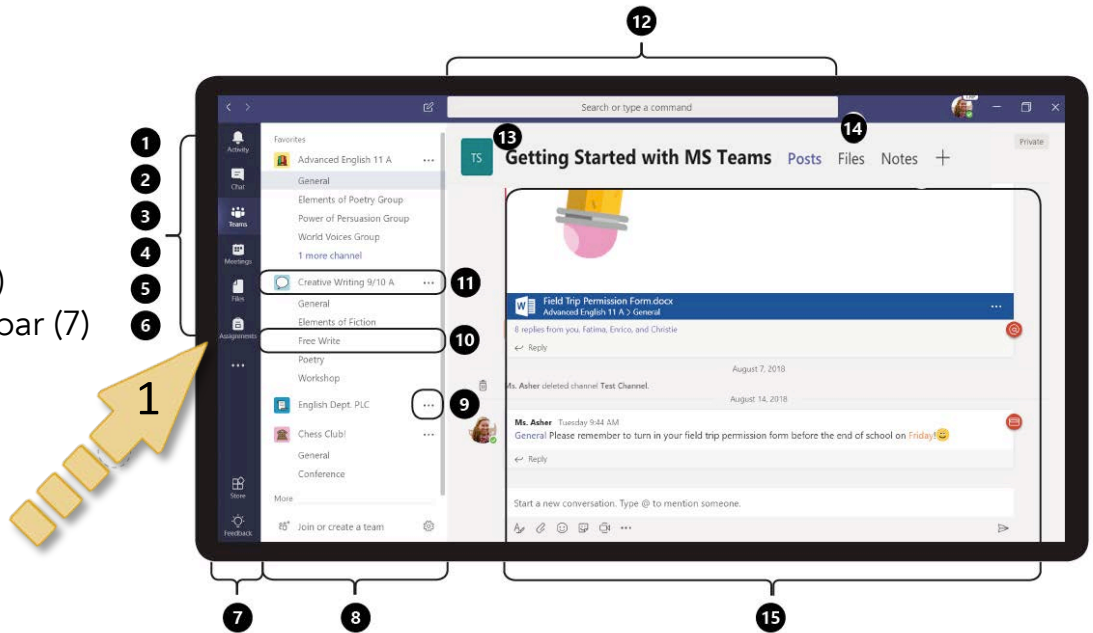 12
Search or type a command
1
2
3
4
5
6
)
bar (7)
1
Activity
Chat
Teams
Meetings
Files
Assignments
Store
Feedback
Favorites
Advanced English 11 A
General
Elements of Poetry Group
Power of Persuasion Group
World Voices Group
1 more channel
Creative Writing 9/10 A
General
Elements of Fiction
Free Write
Poetry
Workshop
English Dept. PLC
Chess Club!
General
Conference
More
Join or create a team
11
10
9
13
14
TS
Getting Started with MS Teams Posts Files Notes +
Private
Field Trip Permission Form.docx
Advanced English 11 A > General
6 replies from you, Fatima, Enrico, and Christie
Reply
August 7, 2018
Ms. Asher deleted channel Test Channel.
August 14, 2018
Ms. Asher Tuesday 9:44 AM
General Please remember to turn in your field trip permission form before the end of school on Friday!
Reply
Start a new conversation. Type @ to mention someone.
7
8
15